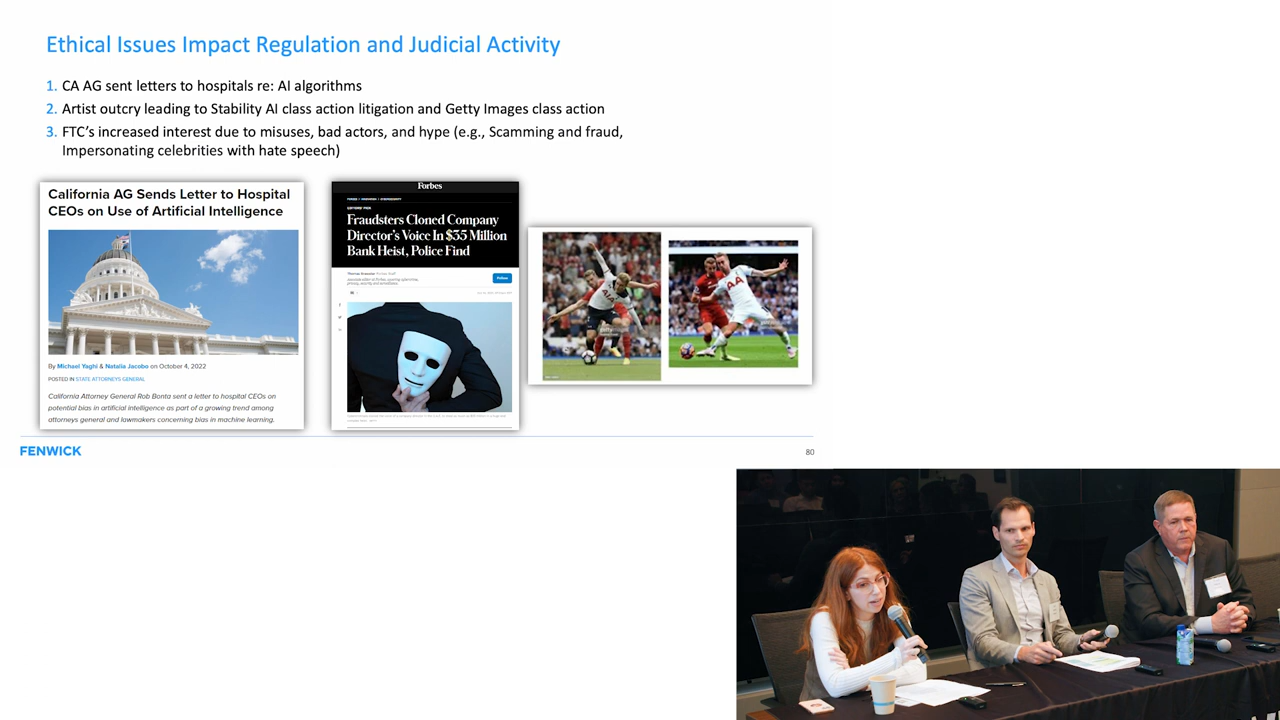 Ethical Issues Impact Regulation and Judicial Activity
1. CA AG sent letters to hospitals re: AI algorithms
2. Artist outcry leading to Stability AI class action litigation and Getty Images class action
3. FTC's increased interest due to misuses, bad actors, and hype (e.g., Scamming and fraud,
Impersonating celebrities with hate speech)
California AG Sends Letter to Hospital
CEOs on Use of Artificial Intelligence
By Michael Yaghi & Natalia Jacobo on October 4, 2022
POSTED IN STATE ATTORNEYS GENERAL
California Attorney General Rob Bonta sent a letter to hospital CEOs on
potential bias in artificial intelligence as part of a growing trend among
attorneys general and lawmakers concerning bias in machine learning.
Forbes
Fraudsters Cloned Company
Director's Voice In $35 Million
Bank Heist, Police Find
Follow
AIA
AA
FENWICK
80